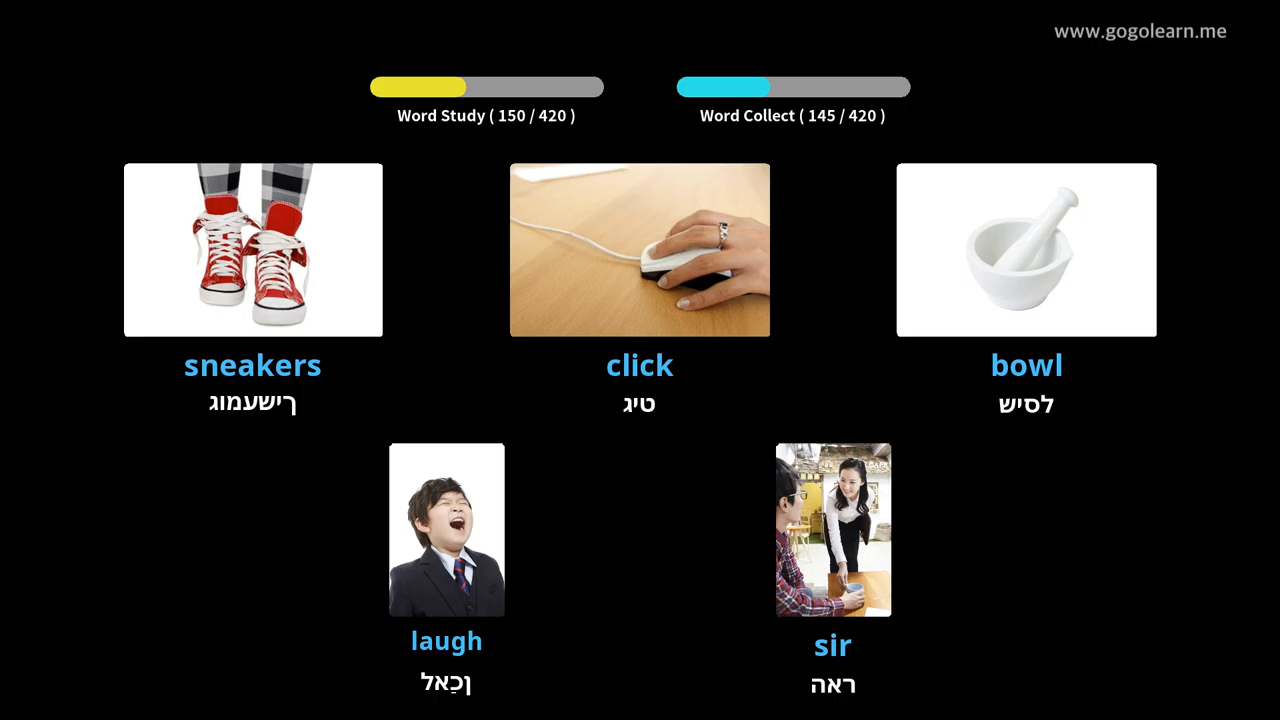 www.gogolearn.me
Word Study ( 150 / 420 )
Word Collect ( 145 / 420 )
sneakers
ךישעמוג
click
טיג
bowl
לסיש
laugh
ןכַאל
sir
ראה